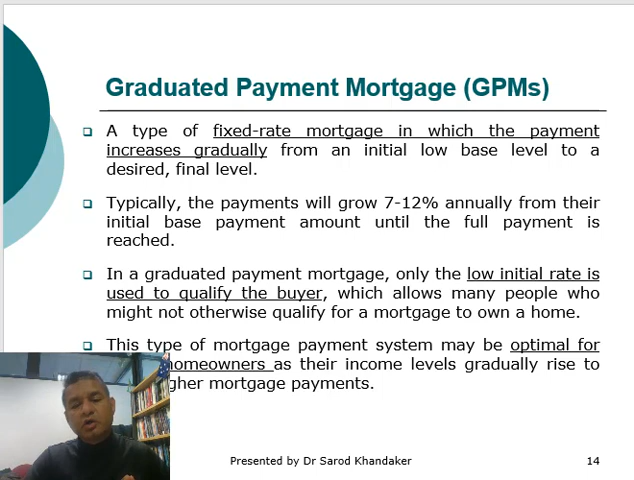 Graduated Payment Mortgage (GPMs)
A type of fixed-rate mortgage in which the payment
increases gradually from an initial low base level to a
desired, final level.
Typically, the payments will grow 7-12% annually from their
initial base payment amount until the full payment is
reached.
In a graduated payment mortgage, only the low initial rate is
used to qualify the buyer, which allows many people who
might not otherwise qualify for a mortgage to own a home.
This type of mortgage payment system may be optimal for
homeowners as their income levels gradually rise to
mortgage payments.
Presented by Dr Sarod Khandaker
14